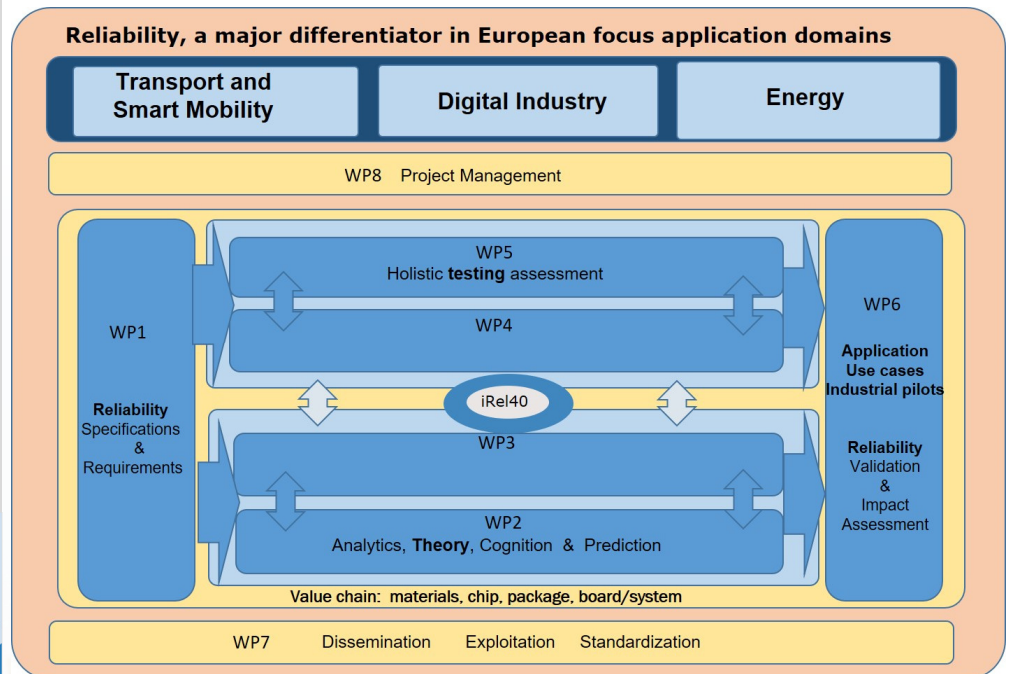 Reliability, a major differentiator in European focus application domains
Transport and
Smart Mobility
Digital Industry
Energy
WP8 Project Management
WP1
Reliability
Specifications
&
Requirements
WP5
Holistic testing assessment
WP4
iRel40
WP3
WP2
Analytics, Theory, Cognition & Prediction
WP6
Application
Use cases
Industrial pilots
Reliability
Validation
&
Impact
Assessment
Value chain: materials, chip, package, board/system
WP7 Dissemination Exploitation Standardization